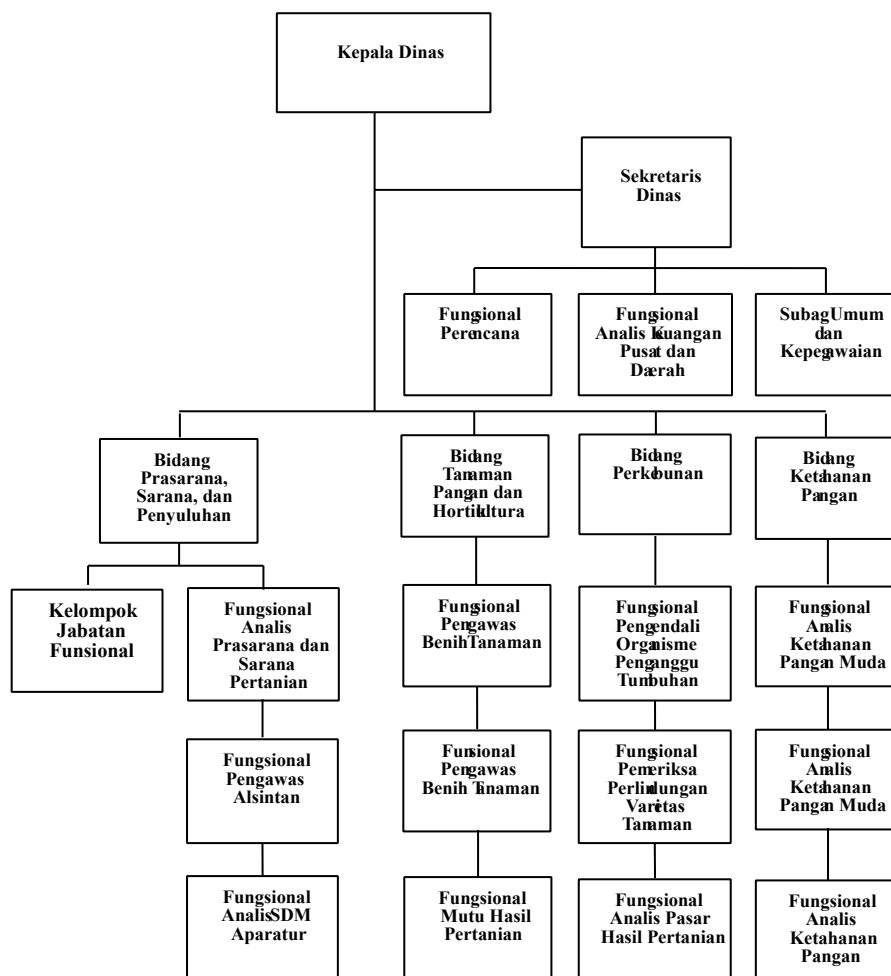 Kepala Dinas
Sekretaris
Dinas
Fungsional
Perencana
Fungsional
Analis Keuangan
Pusat dan
Daerah
Subag Umum
dan
Kepegawaian
Bidang
Prasarana,
Sarana, dan
Penyuluhan
Bidang
Tanaman
Pangan dan
Hortikultura
Bidang
Perkebunan
Bidang
Ketahanan
Pangan
Kelompok
Jabatan
Funsional
Fungsional
Analis
Prasarana dan
Sarana
Pertanian
Fungsional
Pengawas
Benih Tanaman
Fungsional
Pengendali
Organisme
Penganggu
Tumbuhan
Fungsional
Analis
Ketahanan
Pangan Muda
Fungsional
Pengawas
Alsintan
Funsional
Pengawas
Benih Tanaman
Fungsional
Pemeriksa
Perlindungan
Varietas
Tanaman
Fungsional
Analis
Ketahanan
Pangan Muda
Fungsional
Analis SDM
Aparatur
Fungsional
Mutu Hasil
Pertanian
Fungsional
Analis Pasar
Hasil Pertanian
Fungsional
Analis
Ketahanan
Pangan